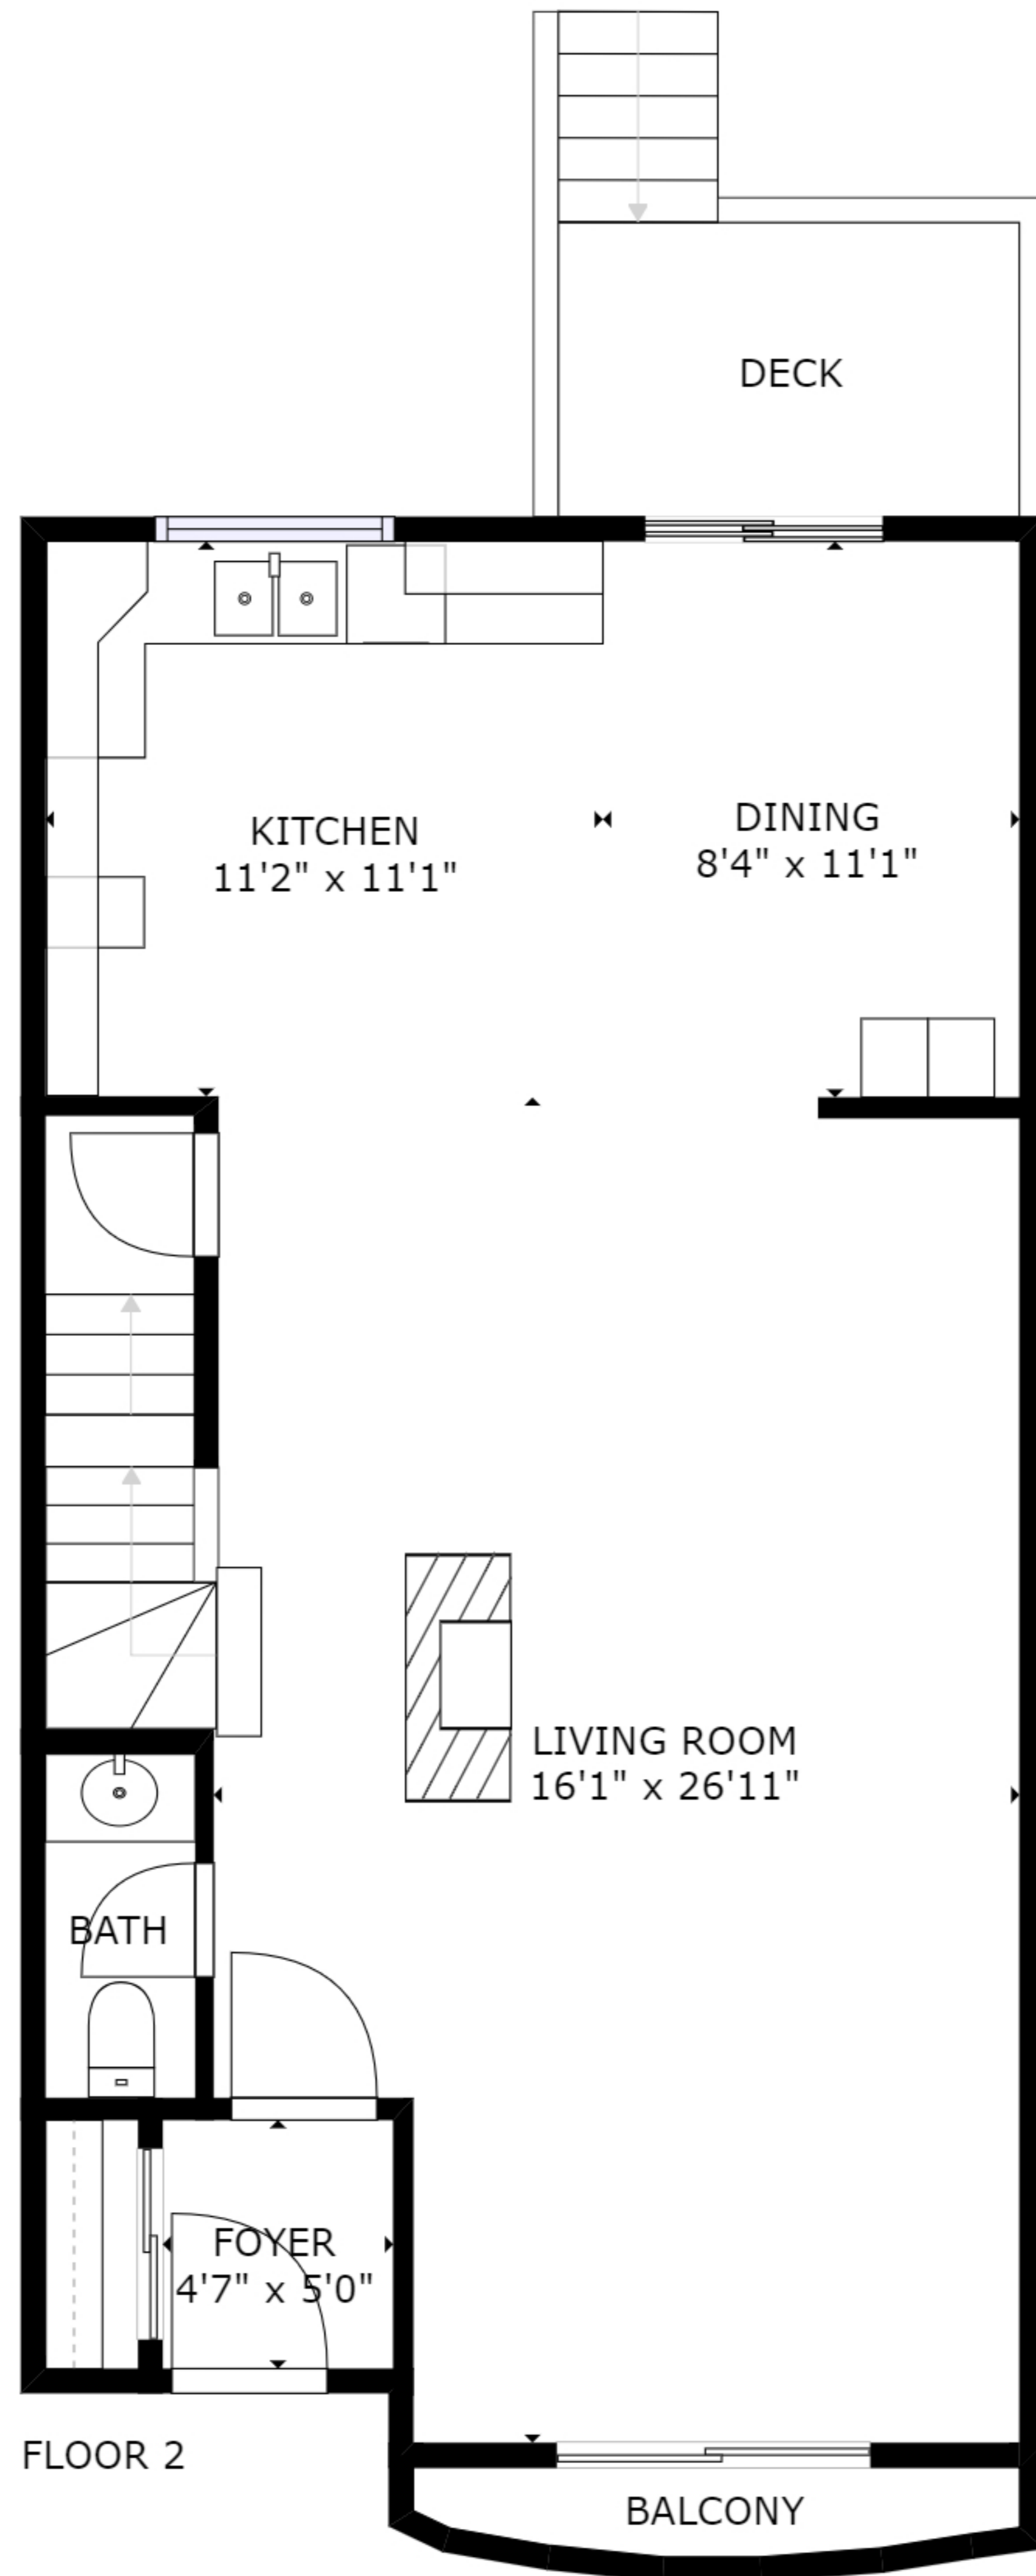 DECK
KITCHEN
11'2" x 11'1"
DINING
8'4" x 11'1"
LIVING ROOM
16'1" x 26'11"
BATH
FOYER
4'7" x 5'0"
FLOOR 2
BALCONY